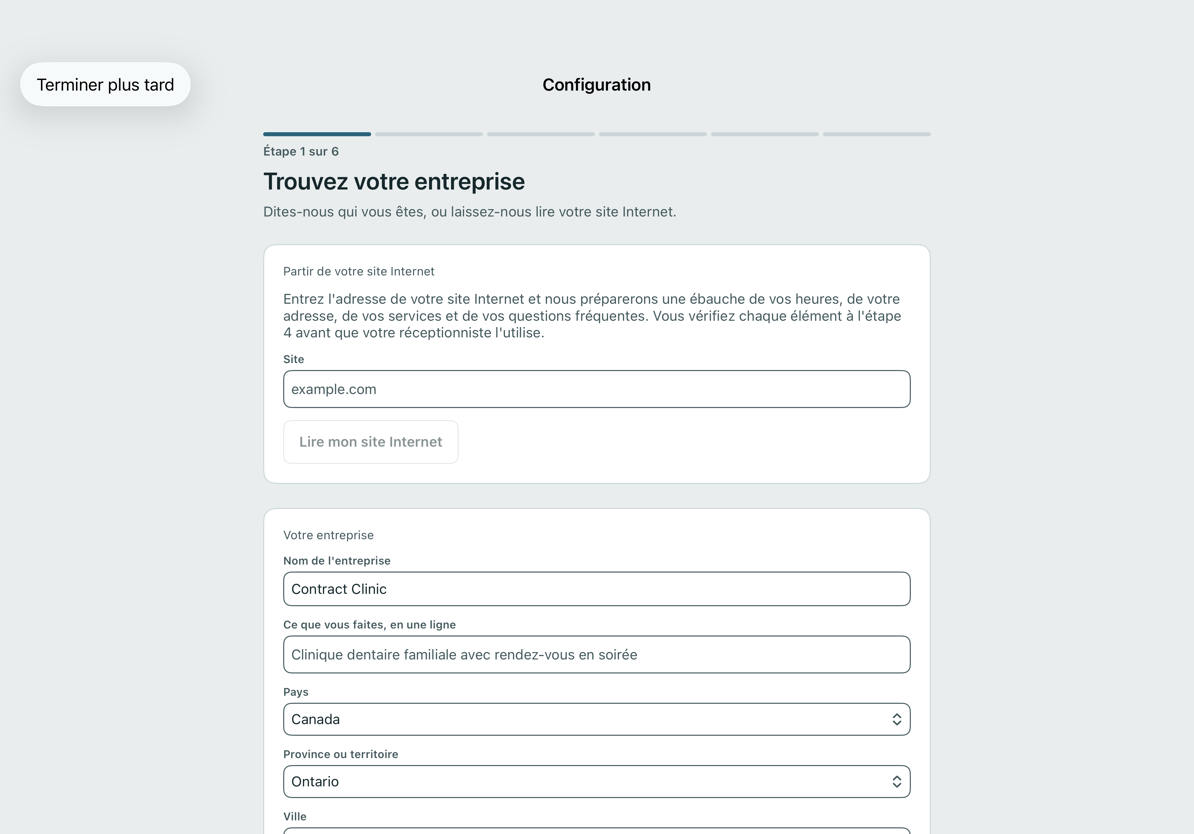 Terminer plus tard
Configuration
Étape 1 sur 6
Trouvez votre entreprise
Dites-nous qui vous êtes, ou laissez-nous lire votre site Internet.
Partir de votre site Internet
Entrez l'adresse de votre site Internet et nous préparerons une ébauche de vos heures, de votre
adresse, de vos services et de vos questions fréquentes. Vous vérifiez chaque élément à l'étape
4 avant que votre réceptionniste l'utilise.
Site
example.com
Lire mon site Internet
Votre entreprise
Nom de l'entreprise
Contract Clinic
Ce que vous faites, en une ligne
Clinique dentaire familiale avec rendez-vous en soirée
Pays
Canada
Province ou territoire
Ontario
Ville